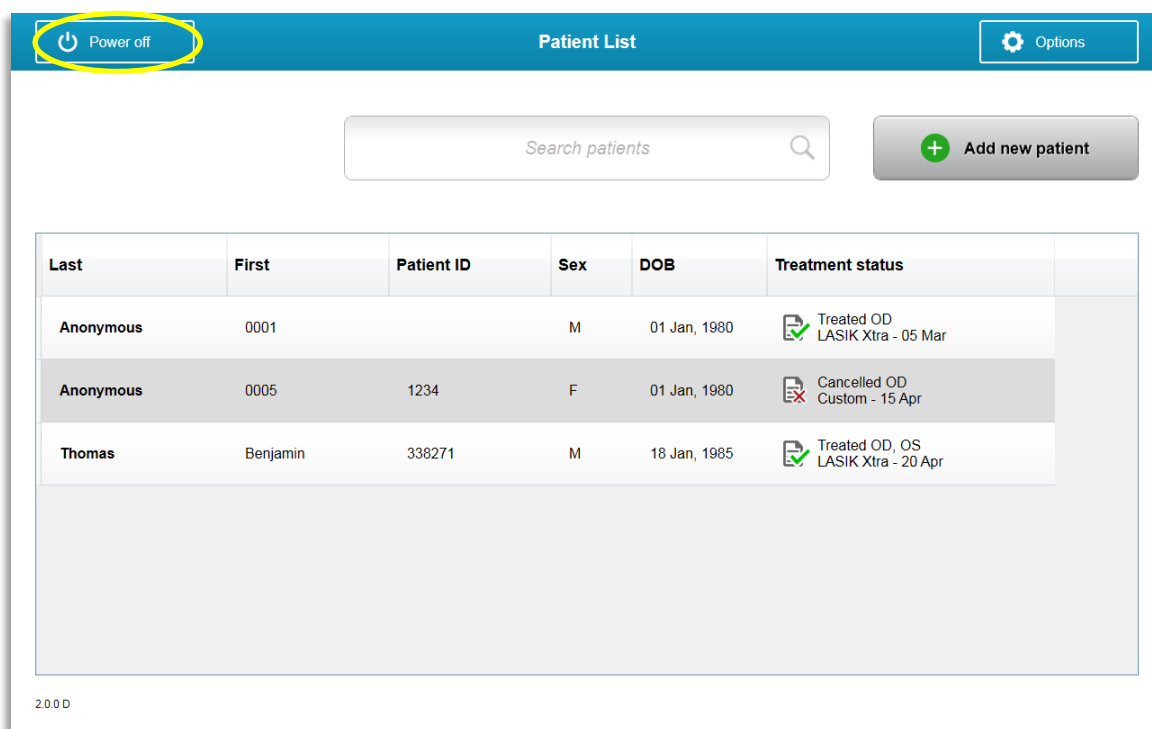 Power off
Patient List
Options
Search patients
Add new patient
Last First Patient ID Sex DOB Treatment status
Anonymous 0001 M 01 Jan, 1980 Treated OD
LASIK Xtra - 05 Mar
Anonymous 0005 1234 F 01 Jan, 1980 Cancelled OD
Custom - 15 Apr
Thomas Benjamin 338271 M 18 Jan, 1985 Treated OD, OS
LASIK Xtra - 20 Apr
2.0.0 D